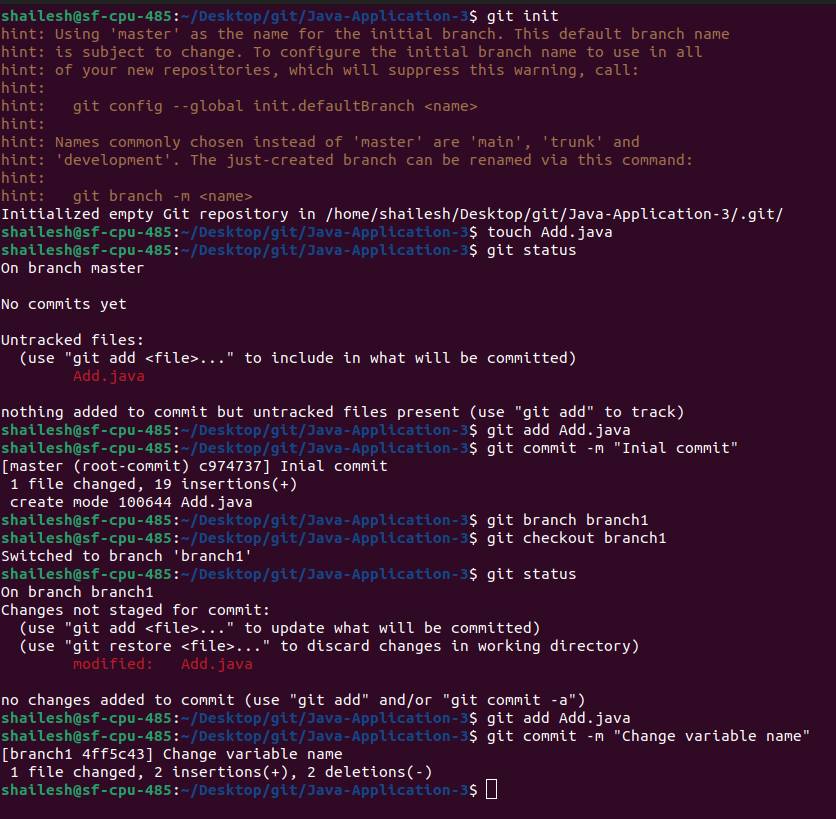 shailesh@sf-cpu-485:~/Desktop/git/Java-Application-3$ git init
hint: Using 'master' as the name for the initial branch. This default branch name
hint: is subject to change. To configure the initial branch name to use in all
hint: of your new repositories, which will suppress this warning, call:
hint:
hint:   git config --global init.defaultBranch <name>
hint:
hint: Names commonly chosen instead of 'master' are 'main', 'trunk' and
hint: 'development'. The just-created branch can be renamed via this command:
hint:
hint:   git branch -m <name>
Initialized empty Git repository in /home/shailesh/Desktop/git/Java-Application-3/.git/
shailesh@sf-cpu-485:~/Desktop/git/Java-Application-3$ touch Add.java
shailesh@sf-cpu-485:~/Desktop/git/Java-Application-3$ git status
On branch master

No commits yet

Untracked files:
  (use "git add <file>..." to include in what will be committed)
        Add.java

nothing added to commit but untracked files present (use "git add" to track)
shailesh@sf-cpu-485:~/Desktop/git/Java-Application-3$ git add Add.java
shailesh@sf-cpu-485:~/Desktop/git/Java-Application-3$ git commit -m "Inial commit"
[master (root-commit) c974737] Inial commit
 1 file changed, 19 insertions(+)
 create mode 100644 Add.java
shailesh@sf-cpu-485:~/Desktop/git/Java-Application-3$ git branch branch1
shailesh@sf-cpu-485:~/Desktop/git/Java-Application-3$ git checkout branch1
Switched to branch 'branch1'
shailesh@sf-cpu-485:~/Desktop/git/Java-Application-3$ git status
On branch branch1
Changes not staged for commit:
  (use "git add <file>..." to update what will be committed)
  (use "git restore <file>..." to discard changes in working directory)
        modified:   Add.java

no changes added to commit (use "git add" and/or "git commit -a")
shailesh@sf-cpu-485:~/Desktop/git/Java-Application-3$ git add Add.java
shailesh@sf-cpu-485:~/Desktop/git/Java-Application-3$ git commit -m "Change variable name"
[branch1 4ff5c43] Change variable name
 1 file changed, 2 insertions(+), 2 deletions(-)
shailesh@sf-cpu-485:~/Desktop/git/Java-Application-3$